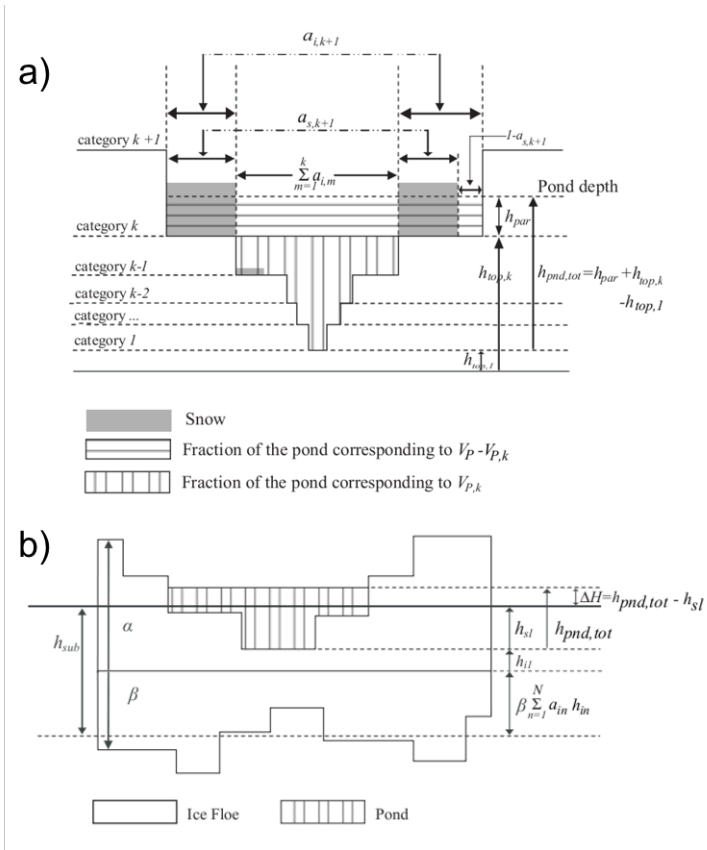 a)
a_{i,k+1}
category k +1
a_{s,k+1}
1-a_{s,k+1}
\sum_{m=1}^{k} a_{i,m}
Pond depth
h_{par}
category k
h_{top,k}
h_{pnd,tot}=h_{par}+h_{top,k}
-h_{top,1}
category k-1
category k-2
category ...
category 1
h_{top,1}
Snow
Fraction of the pond corresponding to V_P-V_{P,k}
Fraction of the pond corresponding to V_{P,k}
b)
ΔH=h_{pnd,tot} - h_{sl}
α
h_{sl}
h_{pnd,tot}
h_{sub}
h_{i1}
β
β \sum_{n=1}^{N} a_{in} h_{in}
Ice Floe
Pond